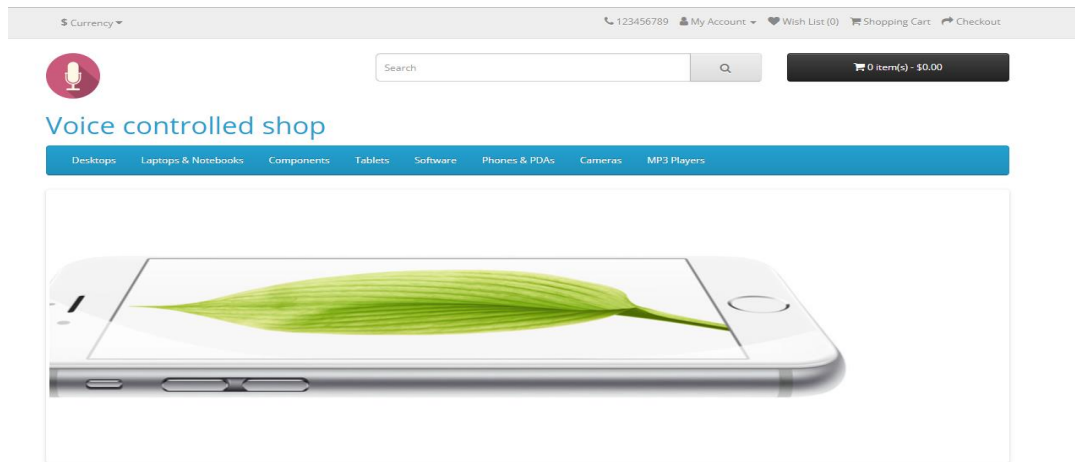 $ Currency
123456789 My Account Wish List (0) Shopping Cart Checkout
Search
0 item(s) - $0.00
Voice controlled shop
Desktops Laptops & Notebooks Components Tablets Software Phones & PDAs Cameras MP3 Players